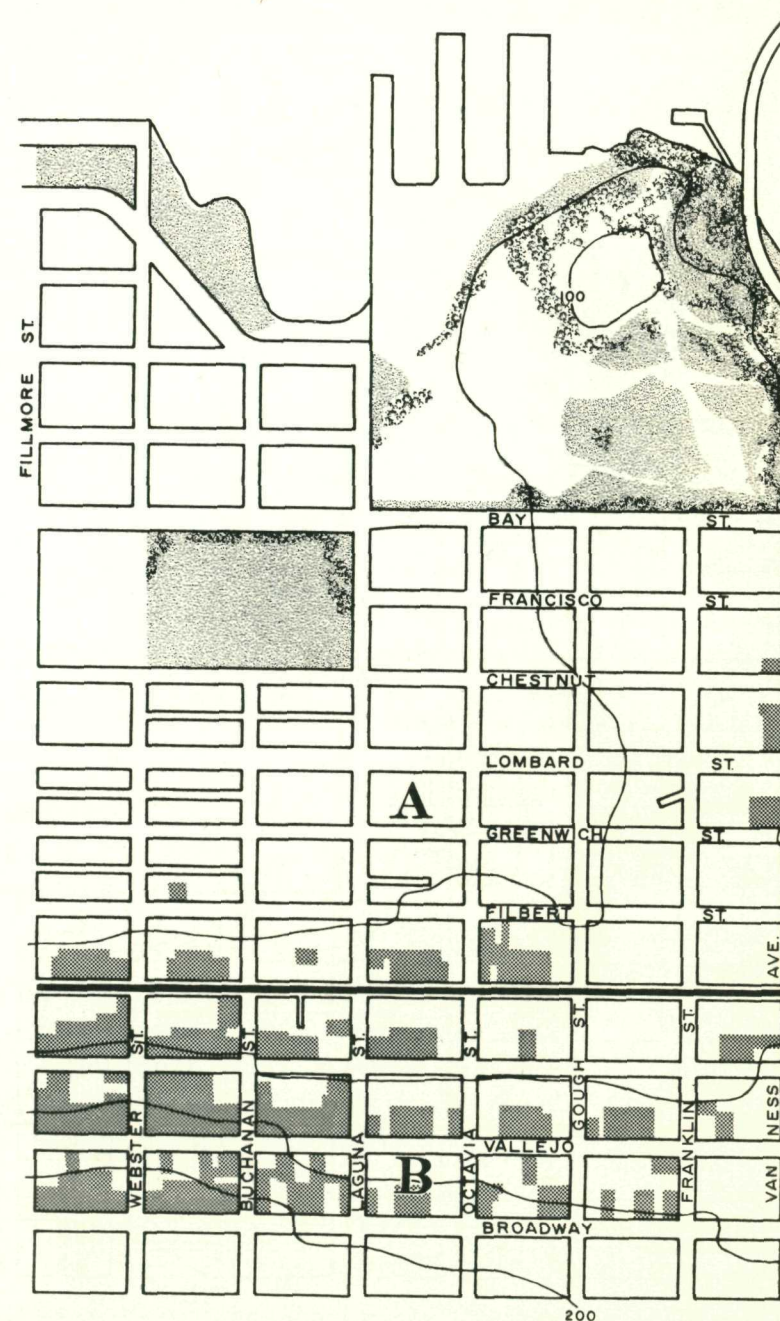 100
FILLMORE ST.
BAY ST.
FRANCISCO ST.
CHESTNUT
LOMBARD ST.
A
GREENWICH ST.
FILBERT ST.
AVE.
VAN NESS
WEBSTER ST.
BUCHANAN ST.
LAGUNA ST.
OCTAVIA ST.
GOUGH ST.
FRANKLIN ST.
VALLEJO
B
BROADWAY
200